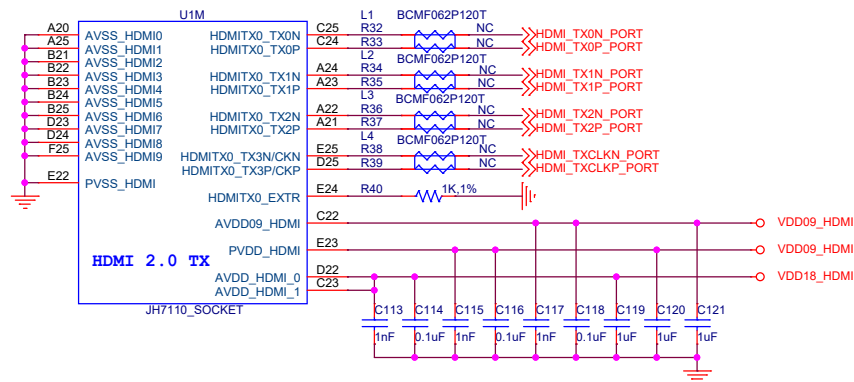 U1M
A20 AVSS_HDMI0
A25 AVSS_HDMI1
B21 AVSS_HDMI2
B22 AVSS_HDMI3
B23 AVSS_HDMI4
B24 AVSS_HDMI5
B25 AVSS_HDMI6
D23 AVSS_HDMI7
D24 AVSS_HDMI8
F25 AVSS_HDMI9
E22 PVSS_HDMI
HDMI 2.0 TX
JH7110_SOCKET
L1 BCMF062P120T
HDMITX0_TX0N C25 R32 NC HDMI_TX0N_PORT
HDMITX0_TX0P C24 R33 NC HDMI_TX0P_PORT
L2 BCMF062P120T
HDMITX0_TX1N A24 R34 NC HDMI_TX1N_PORT
HDMITX0_TX1P A23 R35 NC HDMI_TX1P_PORT
L3 BCMF062P120T
HDMITX0_TX2N A22 R36 NC HDMI_TX2N_PORT
HDMITX0_TX2P A21 R37 NC HDMI_TX2P_PORT
L4 BCMF062P120T
HDMITX0_TX3N/CKN E25 R38 NC HDMI_TXCLKN_PORT
HDMITX0_TX3P/CKP D25 R39 NC HDMI_TXCLKP_PORT
HDMITX0_EXTR E24 R40 1K,1%
AVDD09_HDMI C22 VDD09_HDMI
PVDD_HDMI E23 VDD09_HDMI
AVDD_HDMI_0 D22 VDD18_HDMI
AVDD_HDMI_1 C23
C113 C114 C115 C116 C117 C118 C119 C120 C121
1nF 0.1uF 1nF 0.1uF 1nF 0.1uF 1uF 1uF 1uF